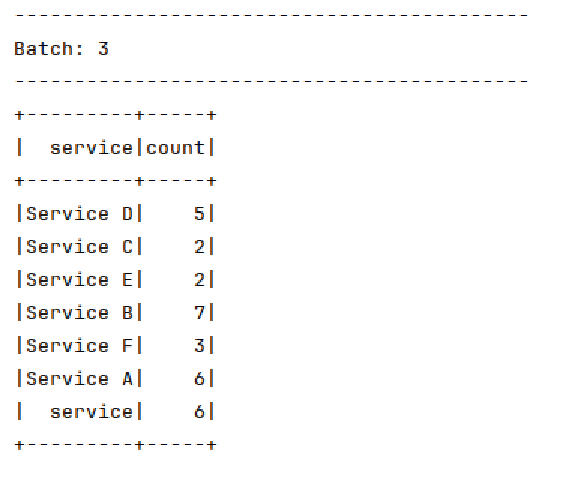 -------------------------------------------
Batch: 3
-------------------------------------------
+---------+-----+
|  service|count|
+---------+-----+
|Service D|    5|
|Service C|    2|
|Service E|    2|
|Service B|    7|
|Service F|    3|
|Service A|    6|
|  service|    6|
+---------+-----+